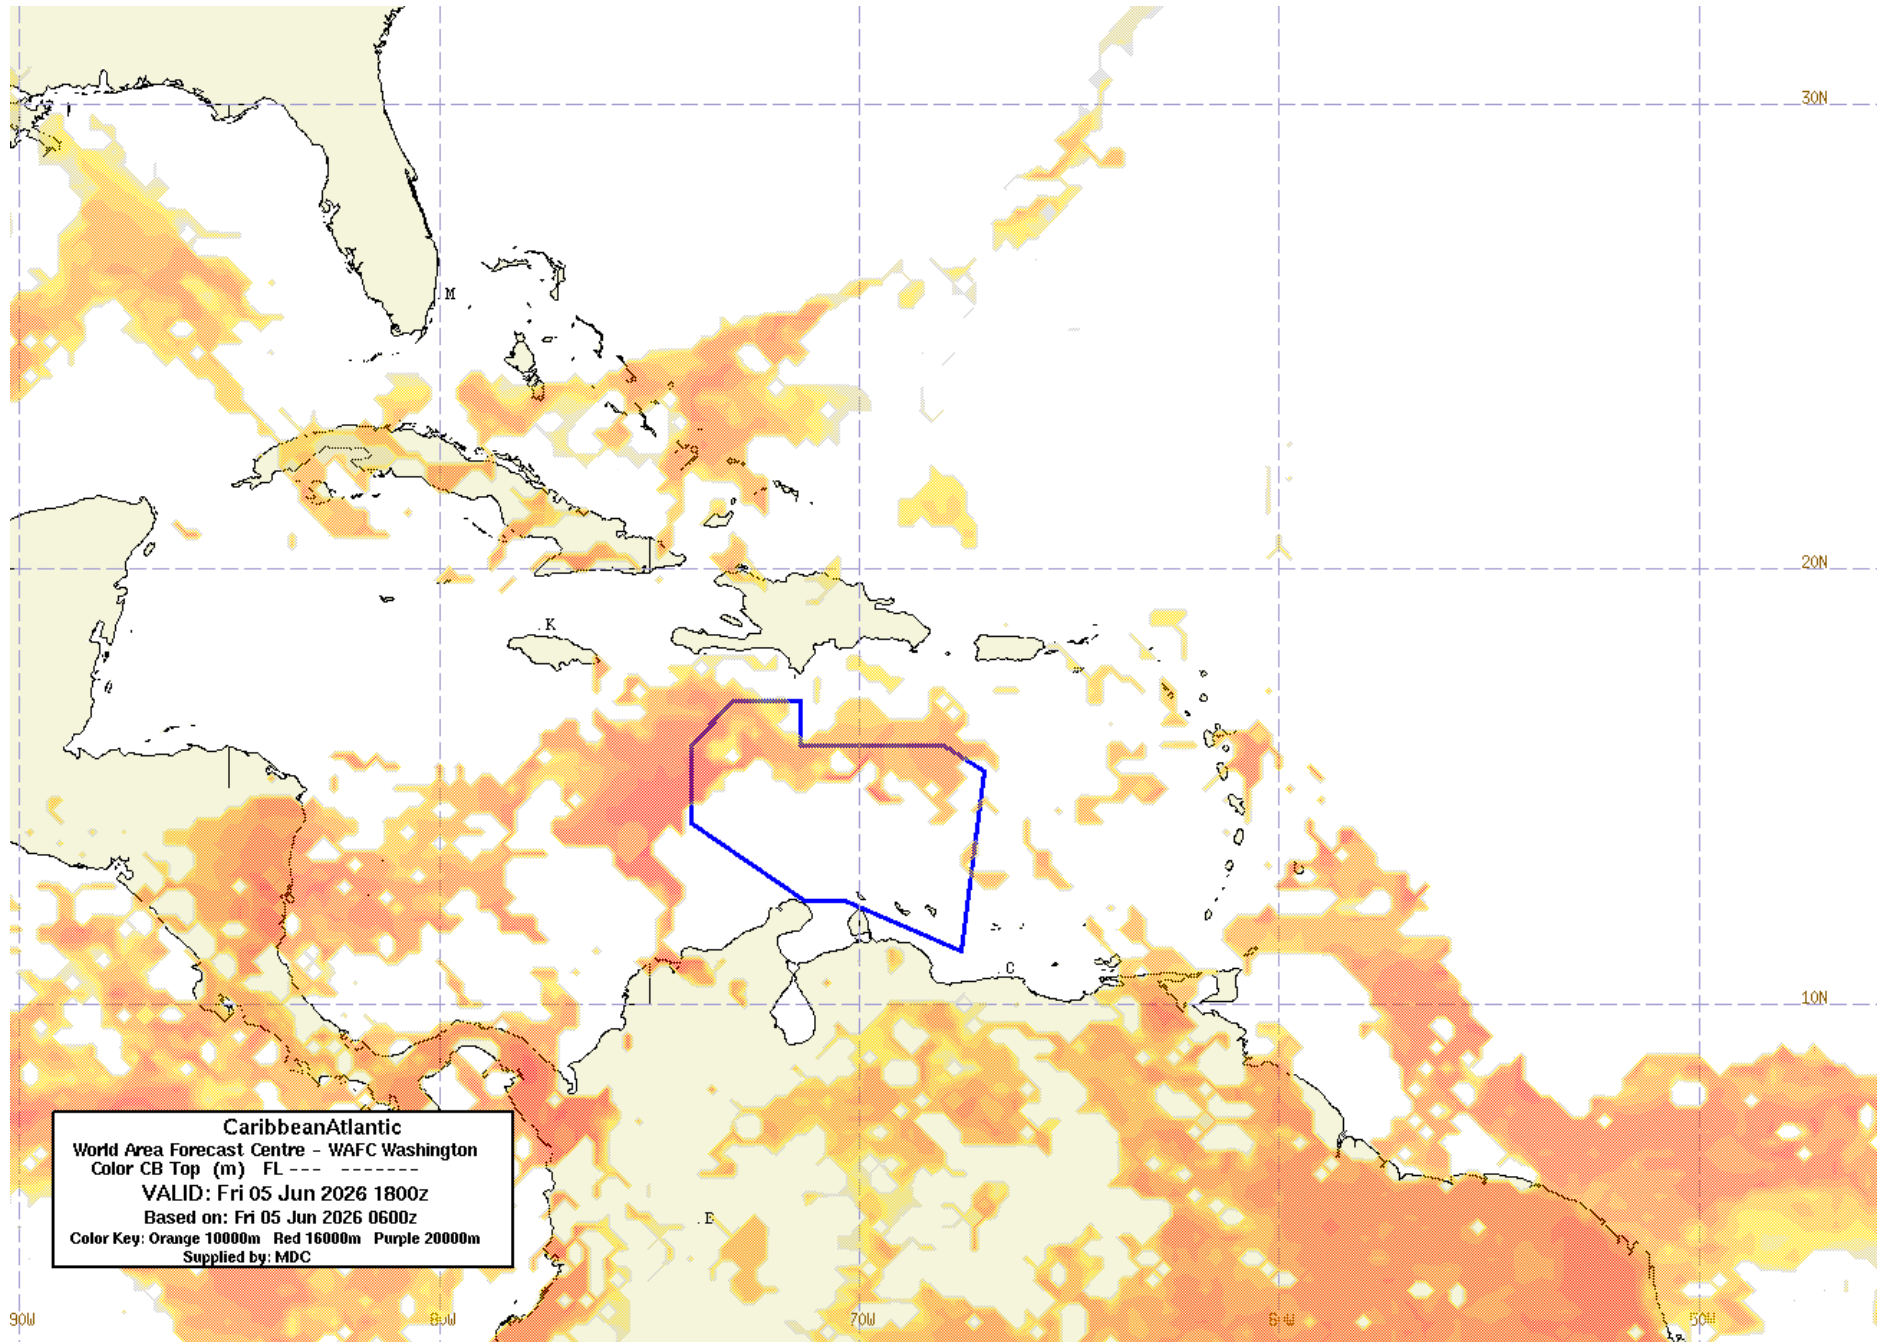 30N
.M
20N
.K
.C
10N
CaribbeanAtlantic
World Area Forecast Centre - WAFC Washington
Color CB Top (m) FL --- -------
VALID: Fri 05 Jun 2026 1800z
Based on: Fri 05 Jun 2026 0600z
Color Key: Orange 10000m Red 16000m Purple 20000m
Supplied by: MDC
.E
90W 80W 70W 60W 50W